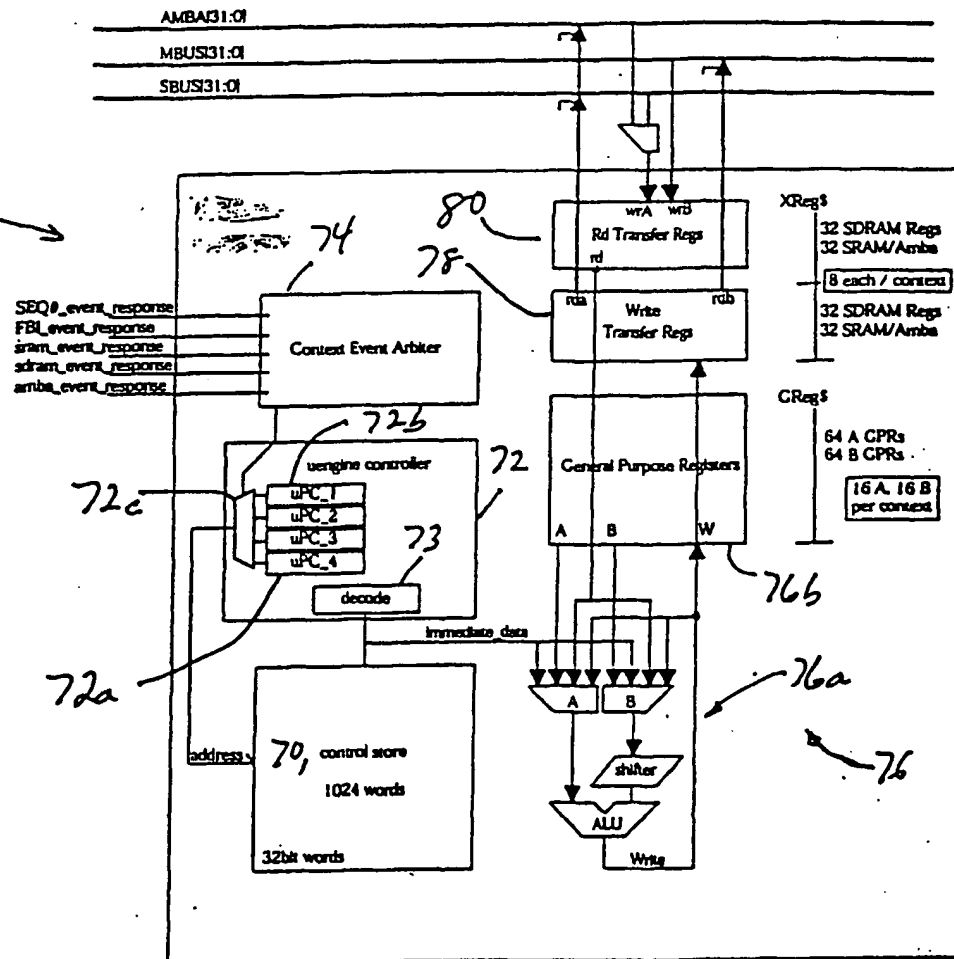 AMBA[31:0]
MBUS[31:0]
SBUS[31:0]
80
wrA wrB
Rd Transfer Regs
rd
XReg$
32 SDRAM Regs
32 SRAM/Amba
8 each / context
32 SDRAM Regs
32 SRAM/Amba
74
78
rda
rdb
Write
Transfer Regs
SEQ#_event_response
FBI_event_response
sram_event_response
sdram_event_response
amba_event_response
Context Event Arbiter
72b
uengine controller
72
72c
uPC_1
uPC_2
uPC_3
uPC_4
73
decode
72a
GReg$
64 A GPRs
64 B GPRs
16 A, 16 B
per context
General Purpose Registers
A
B
W
76b
immediate_data
A
B
76a
76
shifter
ALU
Write
address
70, control store
1024 words
32bit words